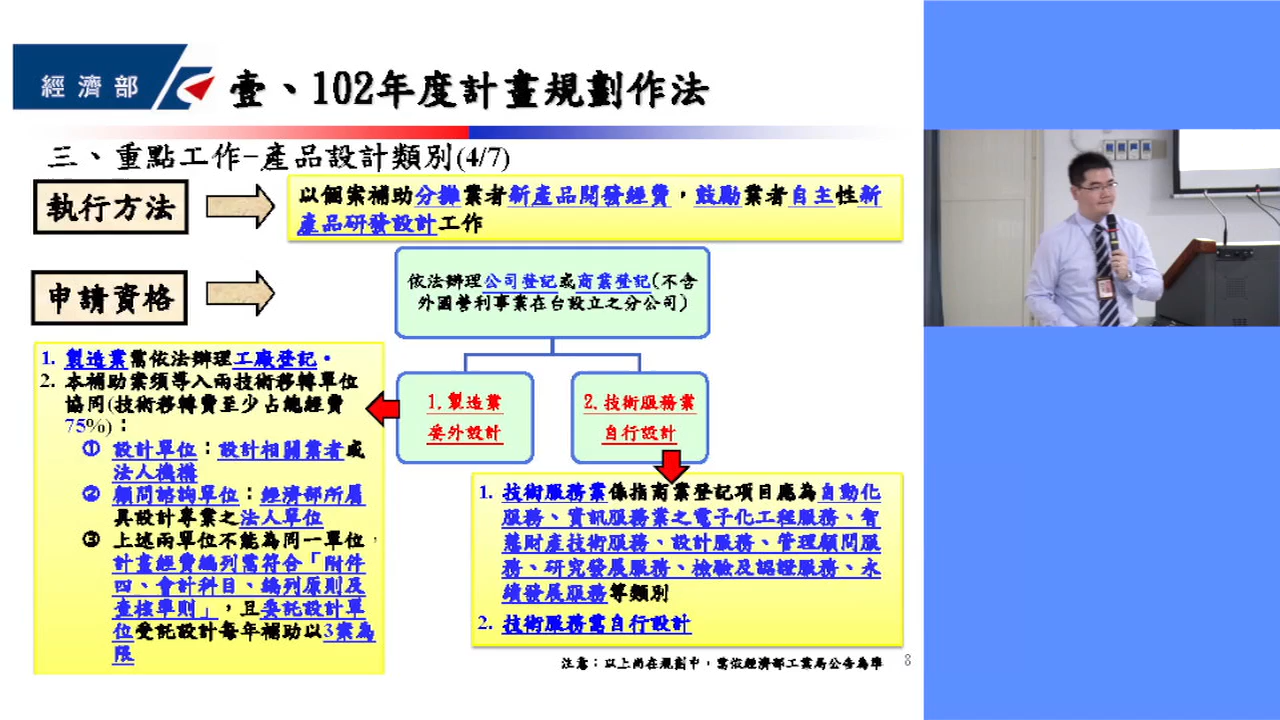 經濟部
壹、102年度計畫規劃作法
三、重點工作-產品設計類別(4/7)
執行方法
以個案補助分攤業者新產品開發經費，鼓勵業者自主性新
產品研發設計工作
申請資格
依法辦理公司登記或商業登記(不含
外國營利事業在台設立之分公司)
1.製造業
委外設計
2.技術服務業
自行設計
1. 製造業需依法辦理工廠登記。
2. 本補助案須導入兩技術移轉單位
協同(技術移轉費至少占總經費
75%)：
① 設計單位：設計相關業者或
法人機構
② 顧問諮詢單位：經濟部所屬
具設計專業之法人單位
③ 上述兩單位不能為同一單位，
計畫經費編列需符合「附件
四、會計科目、編列原則及
查核準則」，且委託設計單
位受託設計每年補助以3案為
限
1. 技術服務業係指商業登記項目應為自動化
服務、資訊服務業之電子化工程服務、智
慧財產技術服務、設計服務、管理顧問服
務、研究發展服務、檢驗及認證服務、永
續發展服務等類別
2. 技術服務需自行設計
注意：以上尚在規劃中，需依經濟部工業局公告為準
8